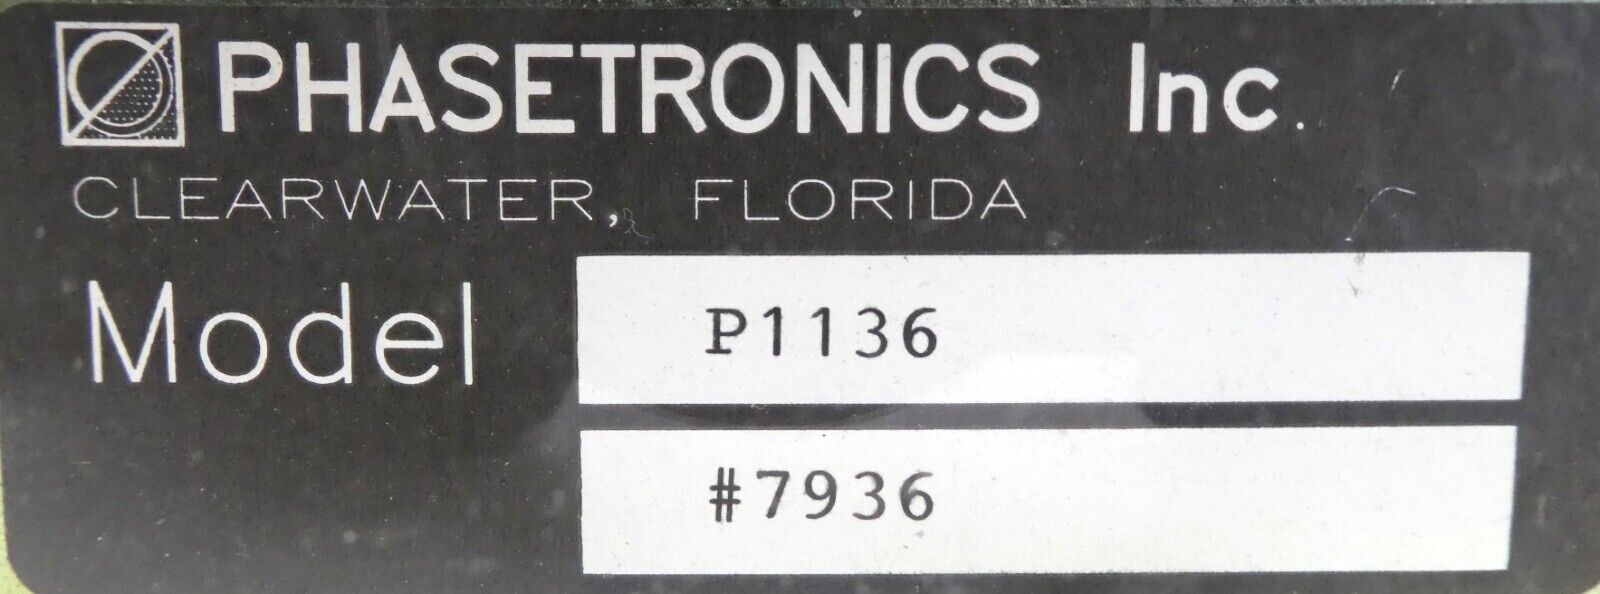 PHASETRONICS Inc.
CLEARWATER, FLORIDA
Model P1136
#7936